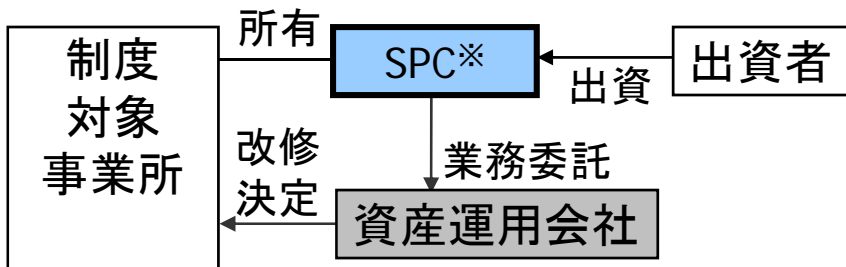 制度
対象
事業所
所有
SPC※
出資
出資者
改修
決定
業務委託
資産運用会社